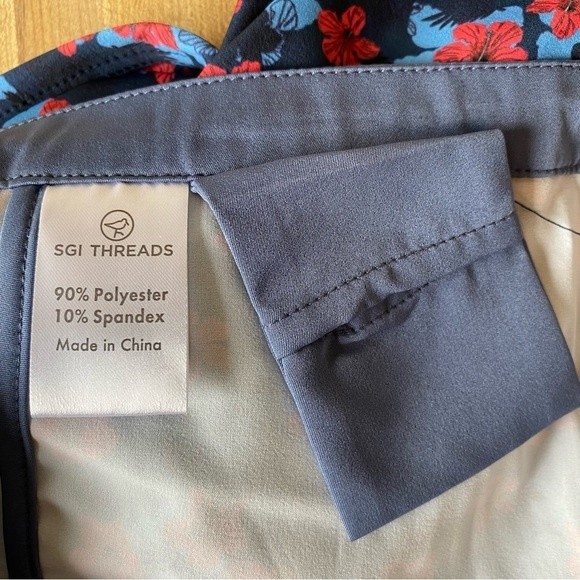 SGI THREADS
90% Polyester
10% Spandex
Made in China